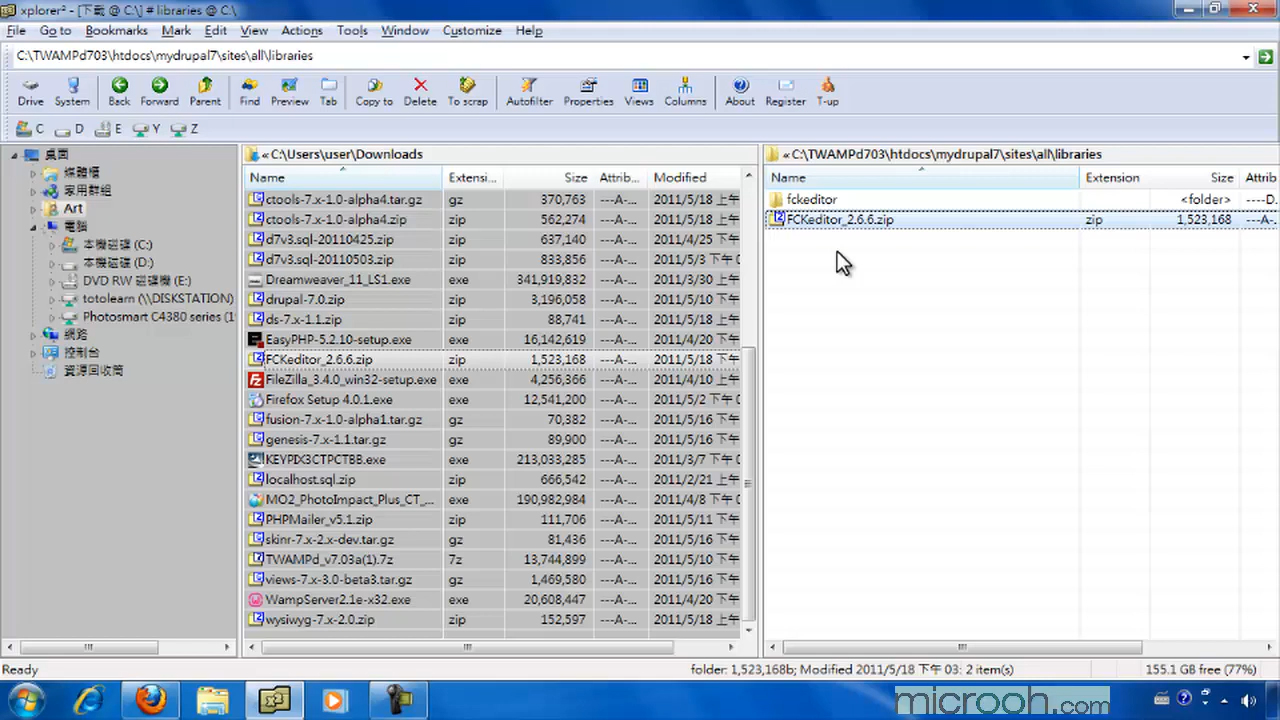 xplorer² - [下載 @ C:\] # libraries @ C:\
File Go to Bookmarks Mark Edit View Actions Tools Window Customize Help
C:\TWAMPd703\htdocs\mydrupal7\sites\all\libraries
Drive System Back Forward Parent Find Preview Tab Copy to Delete To scrap Autofilter Properties Views Columns About Register T-up
C D E Y Z
桌面
媒體櫃
家用群組
Art
電腦
本機磁碟 (C:)
本機磁碟 (D:)
DVD RW 磁碟機 (E:)
totolearn (\\DISKSTATION)
Photosmart C4380 series (1
網路
控制台
資源回收筒
« C:\Users\user\Downloads
Name Extensi... Size Attrib... Modified
ctools-7.x-1.0-alpha4.tar.gz gz 370,763 ---A-... 2011/5/18 上午
ctools-7.x-1.0-alpha4.zip zip 562,274 ---A-... 2011/5/18 上午
d7v3.sql-20110425.zip zip 637,140 ---A-... 2011/4/25 下午
d7v3.sql-20110503.zip zip 833,856 ---A-... 2011/5/3 下午 0
Dreamweaver_11_LS1.exe exe 341,919,832 ---A-... 2011/3/30 上午
drupal-7.0.zip zip 3,196,058 ---A-... 2011/5/10 下午
ds-7.x-1.1.zip zip 88,741 ---A-... 2011/5/18 上午
EasyPHP-5.2.10-setup.exe exe 16,142,619 ---A-... 2011/4/20 下午
FCKeditor_2.6.6.zip zip 1,523,168 ---A-... 2011/5/18 下午
FileZilla_3.4.0_win32-setup.exe exe 4,256,366 ---A-... 2011/4/10 上午
Firefox Setup 4.0.1.exe exe 12,541,200 ---A-... 2011/5/2 下午 0
fusion-7.x-1.0-alpha1.tar.gz gz 70,382 ---A-... 2011/5/16 下午
genesis-7.x-1.1.tar.gz gz 89,900 ---A-... 2011/5/16 下午
KEYPIX3CTPCTBB.exe exe 213,033,285 ---A-... 2011/3/7 下午 0
localhost.sql.zip zip 666,542 ---A-... 2011/2/21 上午
MO2_PhotoImpact_Plus_CT_... exe 190,982,984 ---A-... 2011/4/8 下午 0
PHPMailer_v5.1.zip zip 111,706 ---A-... 2011/5/11 下午
skinr-7.x-2.x-dev.tar.gz gz 81,436 ---A-... 2011/5/16 下午
TWAMPd_v7.03a(1).7z 7z 13,744,899 ---A-... 2011/5/10 下午
views-7.x-3.0-beta3.tar.gz gz 1,469,580 ---A-... 2011/5/16 下午
WampServer2.1e-x32.exe exe 20,608,447 ---A-... 2011/4/20 下午
wysiwyg-7.x-2.0.zip zip 152,597 ---A-... 2011/5/18 上午
« C:\TWAMPd703\htdocs\mydrupal7\sites\all\libraries
Name Extension Size Attrib
fckeditor <folder> ----D.
FCKeditor_2.6.6.zip zip 1,523,168 ---A-.
Ready folder: 1,523,168b; Modified 2011/5/18 下午 03: 2 item(s) 155.1 GB free (77%)
microoh.com